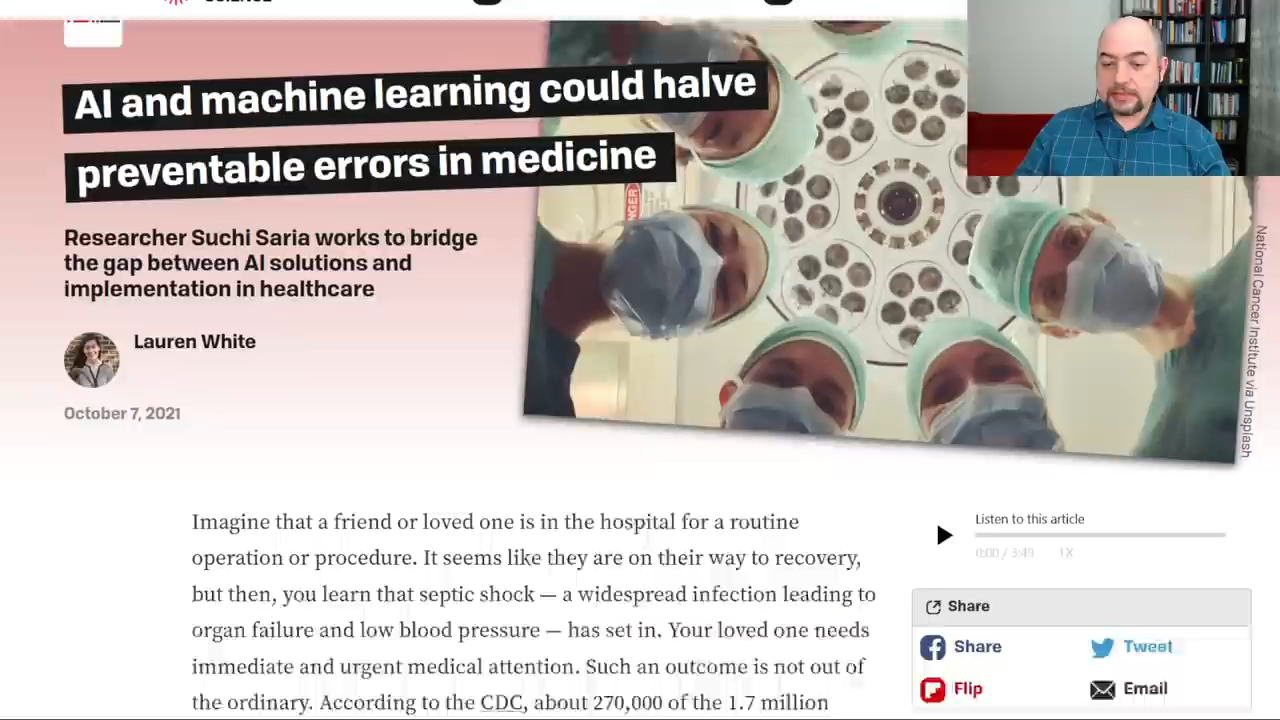 AI and machine learning could halve
preventable errors in medicine
Researcher Suchi Saria works to bridge
the gap between AI solutions and
implementation in healthcare
Lauren White
October 7, 2021
DANGER
National Cancer Institute via Unsplash
Imagine that a friend or loved one is in the hospital for a routine
operation or procedure. It seems like they are on their way to recovery,
but then, you learn that septic shock — a widespread infection leading to
organ failure and low blood pressure — has set in. Your loved one needs
immediate and urgent medical attention. Such an outcome is not out of
the ordinary. According to the CDC, about 270,000 of the 1.7 million
Listen to this article
0:00 / 3:49 1X
Share
Share
Tweet
Flip
Email